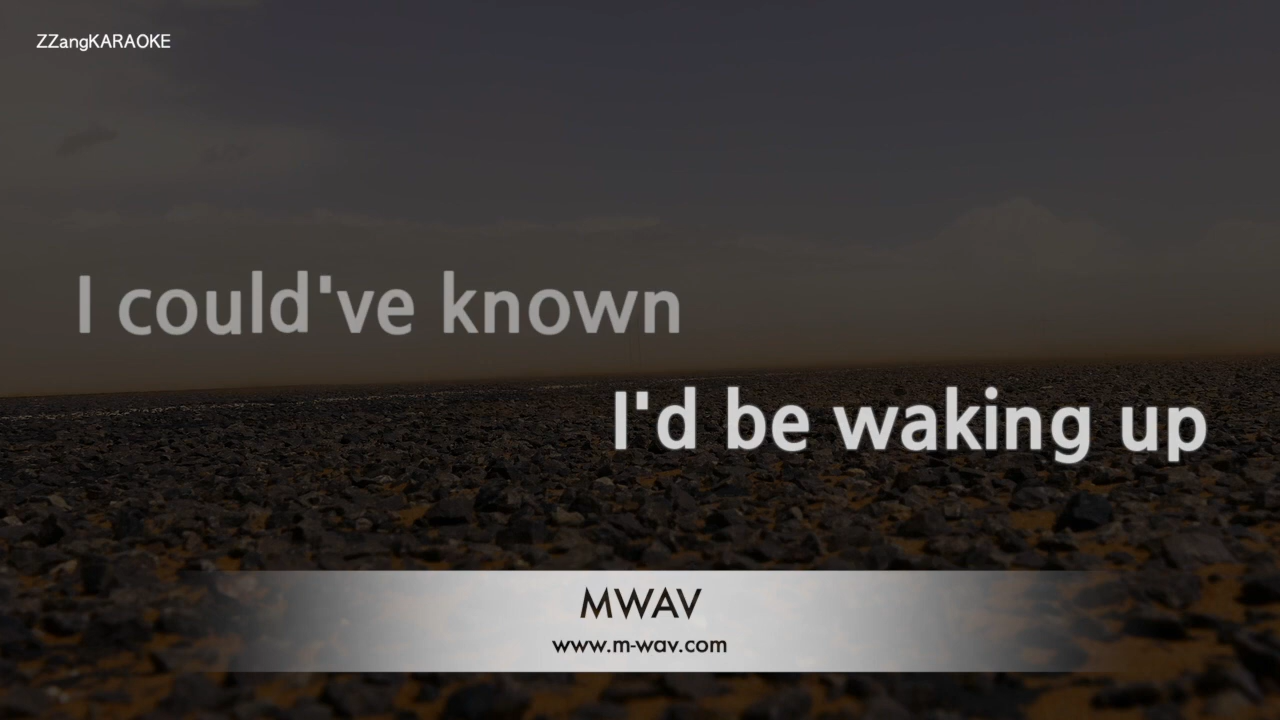 ZZangKARAOKE
I could've known
I'd be waking up
MWAV
www.m-wav.com